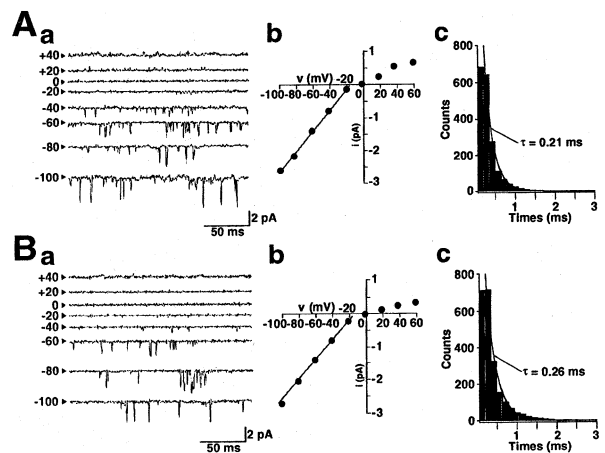 A
a
+40
+20
0
-20
-40
-60
-80
-100
2 pA
50 ms
b
v (mV) -20
-100-80 -60 -40 0 20 40 60
1
-1
-2
-3
i (pA)
c
800
600
400
200
0
Counts
τ = 0.21 ms
1 2 3
Times (ms)
B
a
+40
+20
0
-20
-40
-60
-80
-100
2 pA
50 ms
b
v (mV) -20
-100-80 -60 -40 0 20 40 60
1
-1
-2
-3
i (pA)
c
800
600
400
200
0
Counts
τ = 0.26 ms
1 2 3
Times (ms)